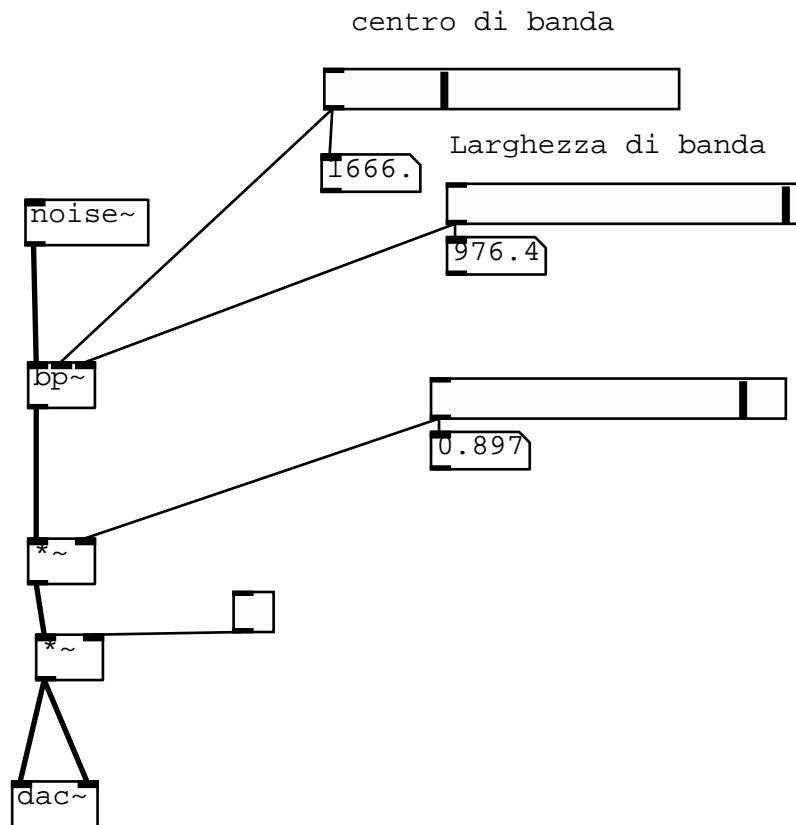 centro di banda
Larghezza di banda
1666.
noise~
976.4
bp~
0.897
*~
*~
dac~